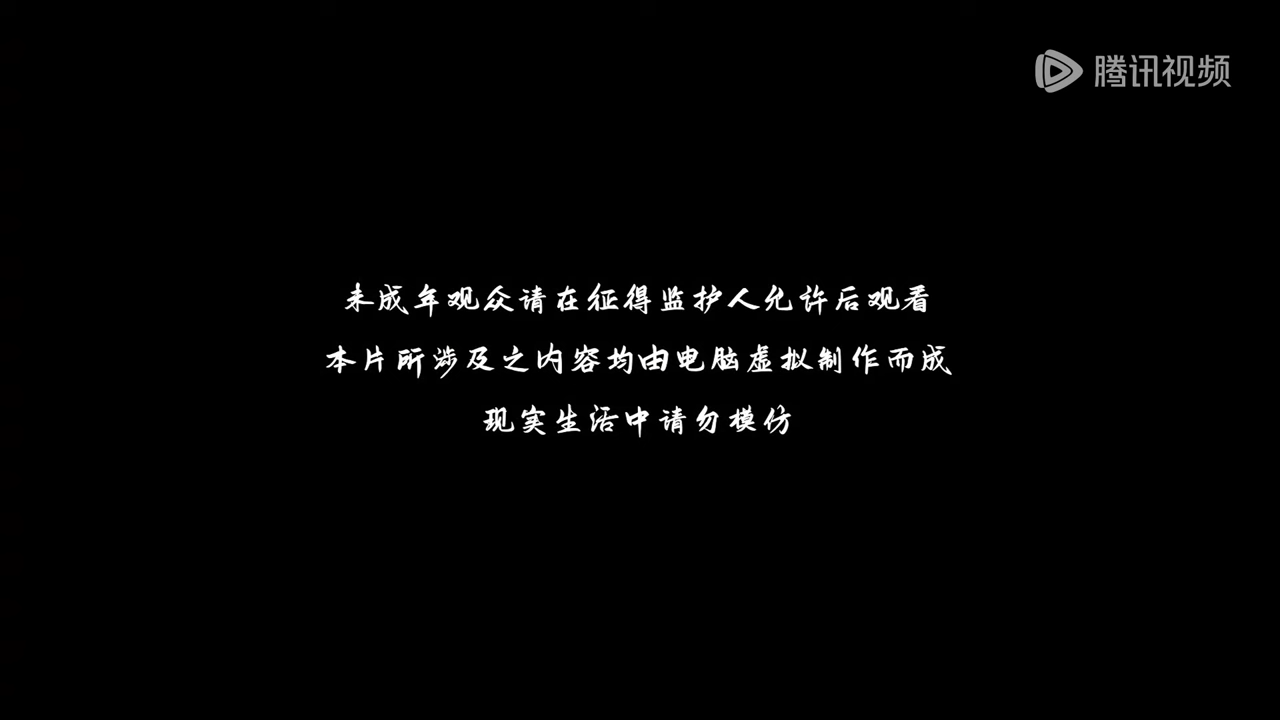 腾讯视频
未成年观众请在征得监护人允许后观看
本片所涉及之内容均由电脑虚拟制作而成
现实生活中请勿模仿